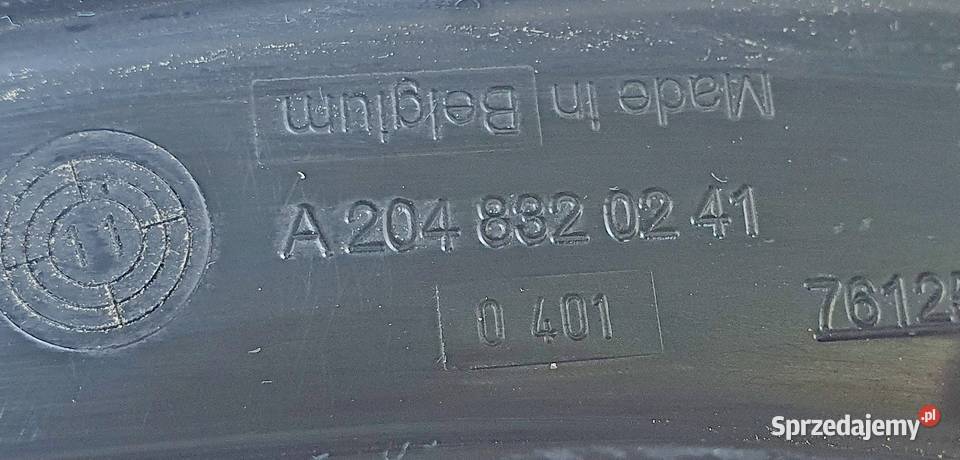 Made in Belgium
11
A 204 832 02 41
0 401
7612
Sprzedajemy.pl